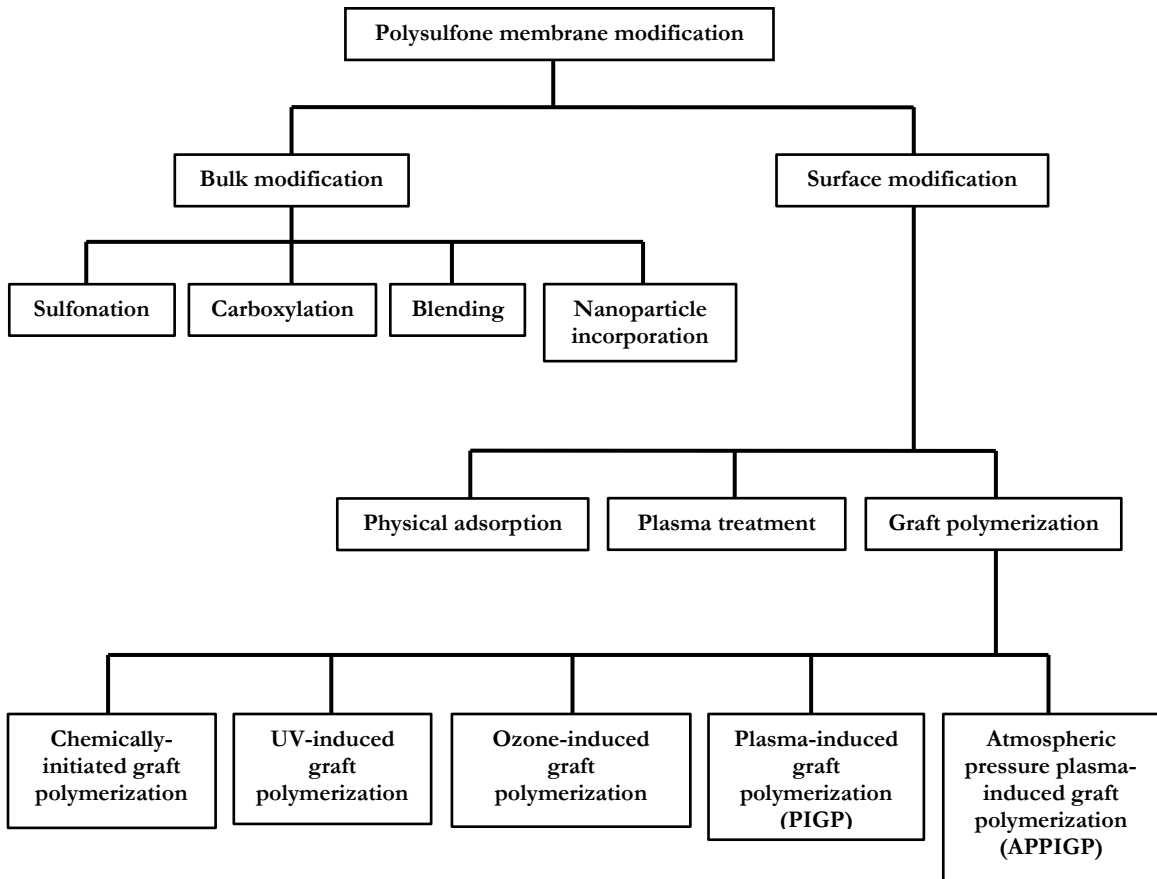 Polysulfone membrane modification
Bulk modification
Surface modification
Sulfonation
Carboxylation
Blending
Nanoparticle
incorporation
Physical adsorption
Plasma treatment
Graft polymerization
Chemically-
initiated graft
polymerization
UV-induced
graft
polymerization
Ozone-induced
graft
polymerization
Plasma-induced
graft
polymerization
(PIGP)
Atmospheric
pressure plasma-
induced graft
polymerization
(APPIGP)